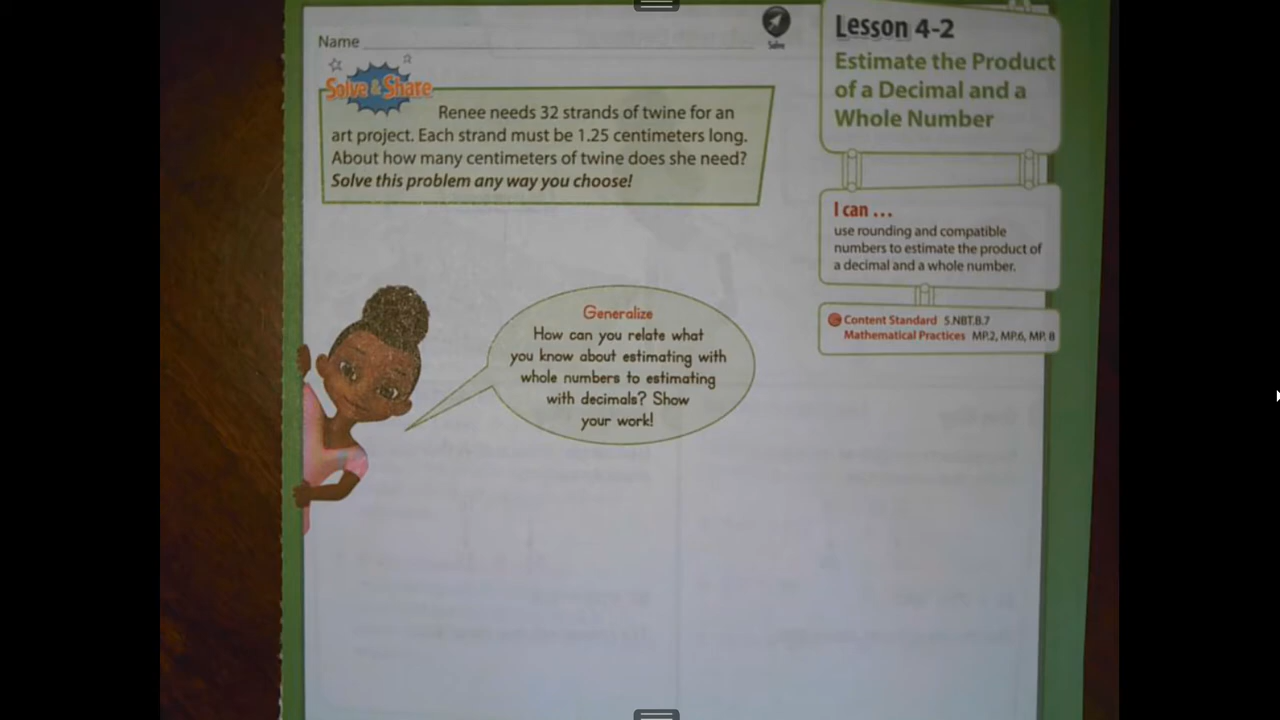 Name
Solve
Lesson 4-2
Estimate the Product
of a Decimal and a
Whole Number
Solve & Share
Renee needs 32 strands of twine for an
art project. Each strand must be 1.25 centimeters long.
About how many centimeters of twine does she need?
Solve this problem any way you choose!
I can ...
use rounding and compatible
numbers to estimate the product of
a decimal and a whole number.
Content Standard 5.NBT.B.7
Mathematical Practices MP.2, MP.6, MP. 8
Generalize
How can you relate what
you know about estimating with
whole numbers to estimating
with decimals? Show
your work!